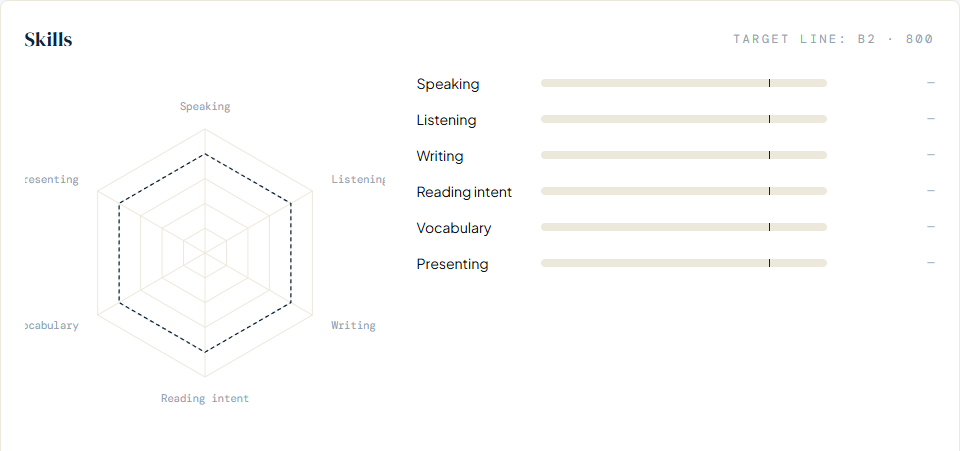 Skills
TARGET LINE: B2 · 800
Speaking
resenting
Listening
ocabulary
Writing
Reading intent
Speaking –
Listening –
Writing –
Reading intent –
Vocabulary –
Presenting –